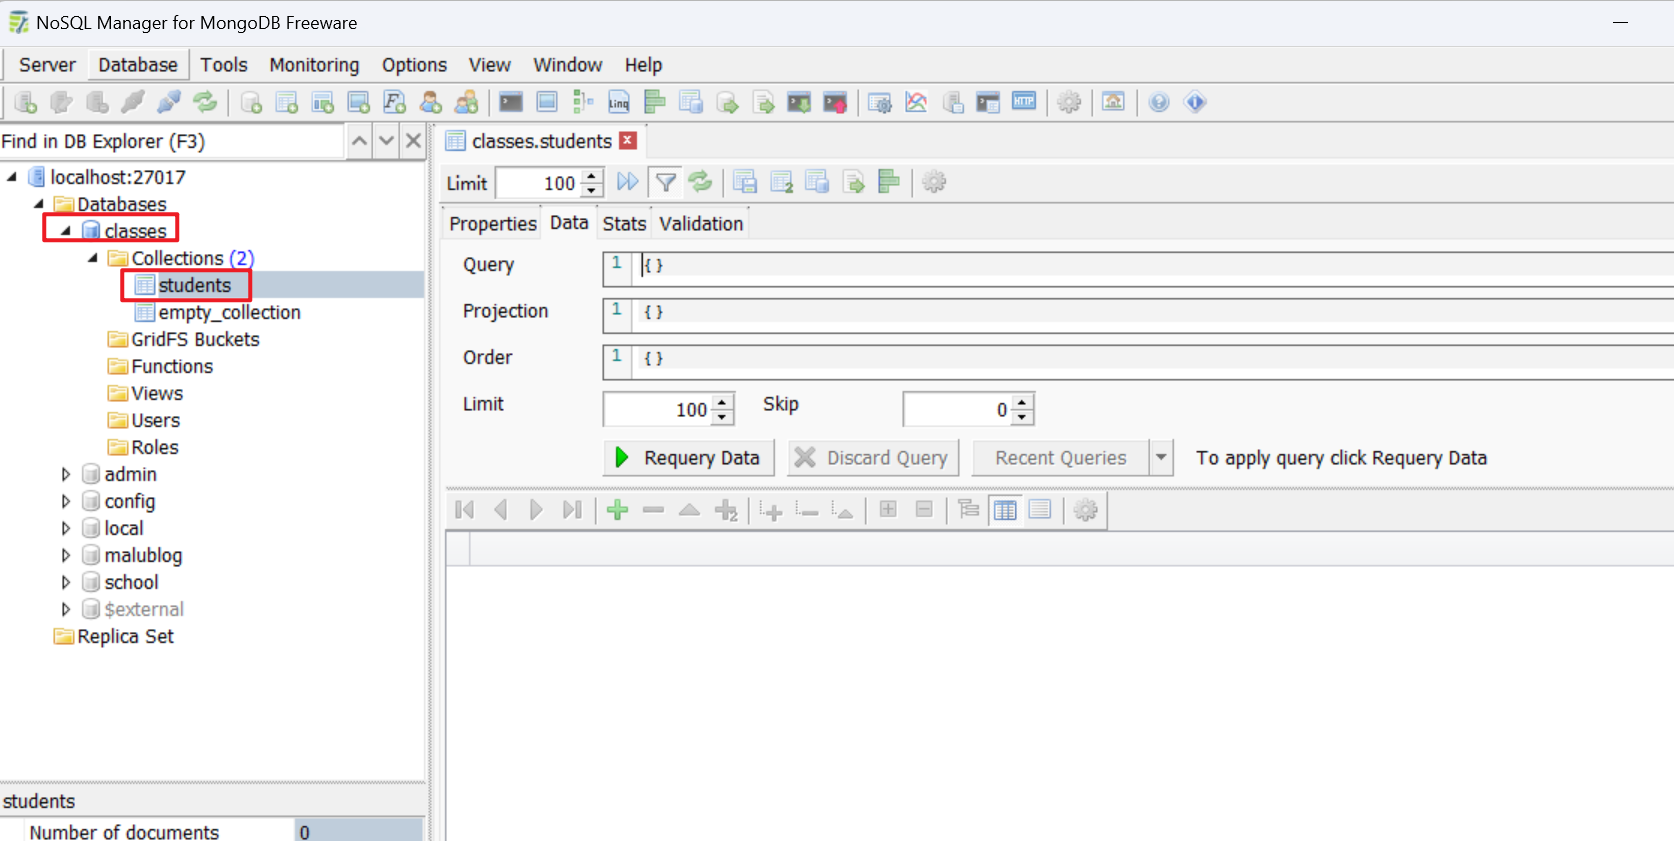 NoSQL Manager for MongoDB Freeware
Server Database Tools Monitoring Options View Window Help
Linq HTTP
Find in DB Explorer (F3)
localhost:27017
Databases
classes
Collections (2)
students
empty_collection
GridFS Buckets
Functions
Views
Users
Roles
admin
config
local
malublog
school
$external
Replica Set
students
Number of documents 0
classes.students
Limit 100
Properties Data Stats Validation
Query 1 {}
Projection 1 {}
Order 1 {}
Limit 100 Skip 0
Requery Data Discard Query Recent Queries To apply query click Requery Data